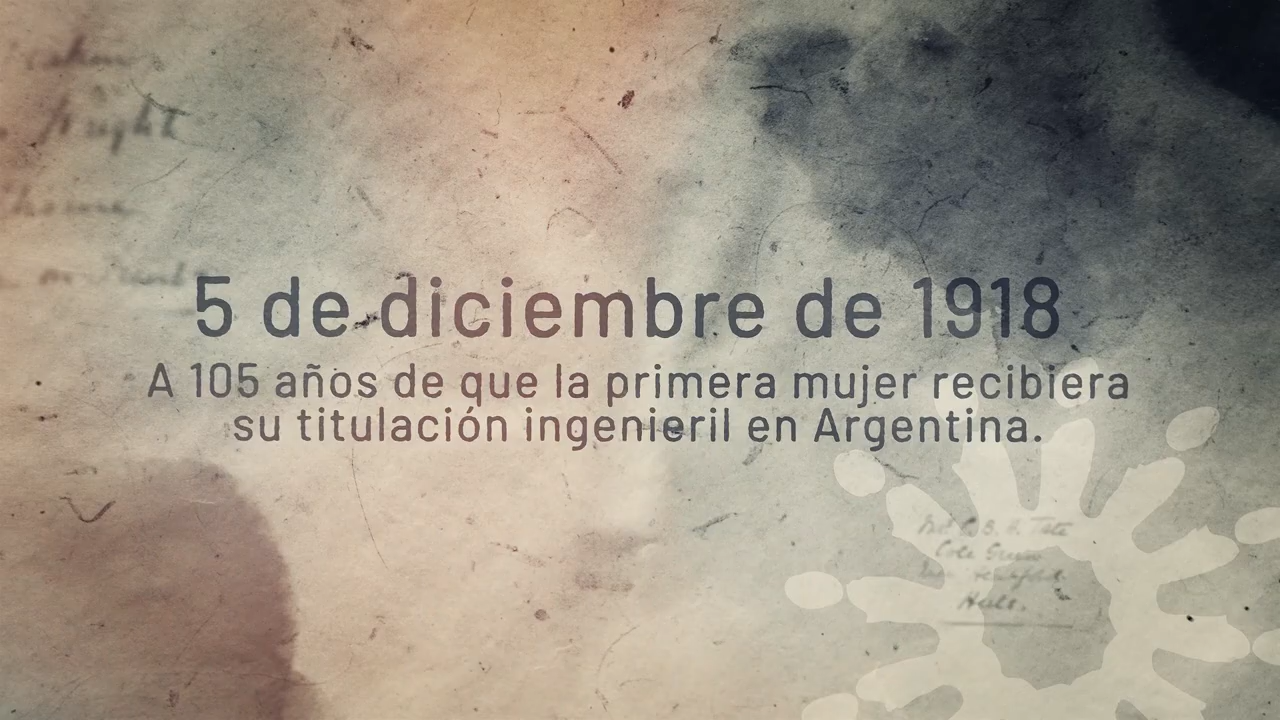 5 de diciembre de 1918
A 105 años de que la primera mujer recibiera
su titulación ingenieril en Argentina.